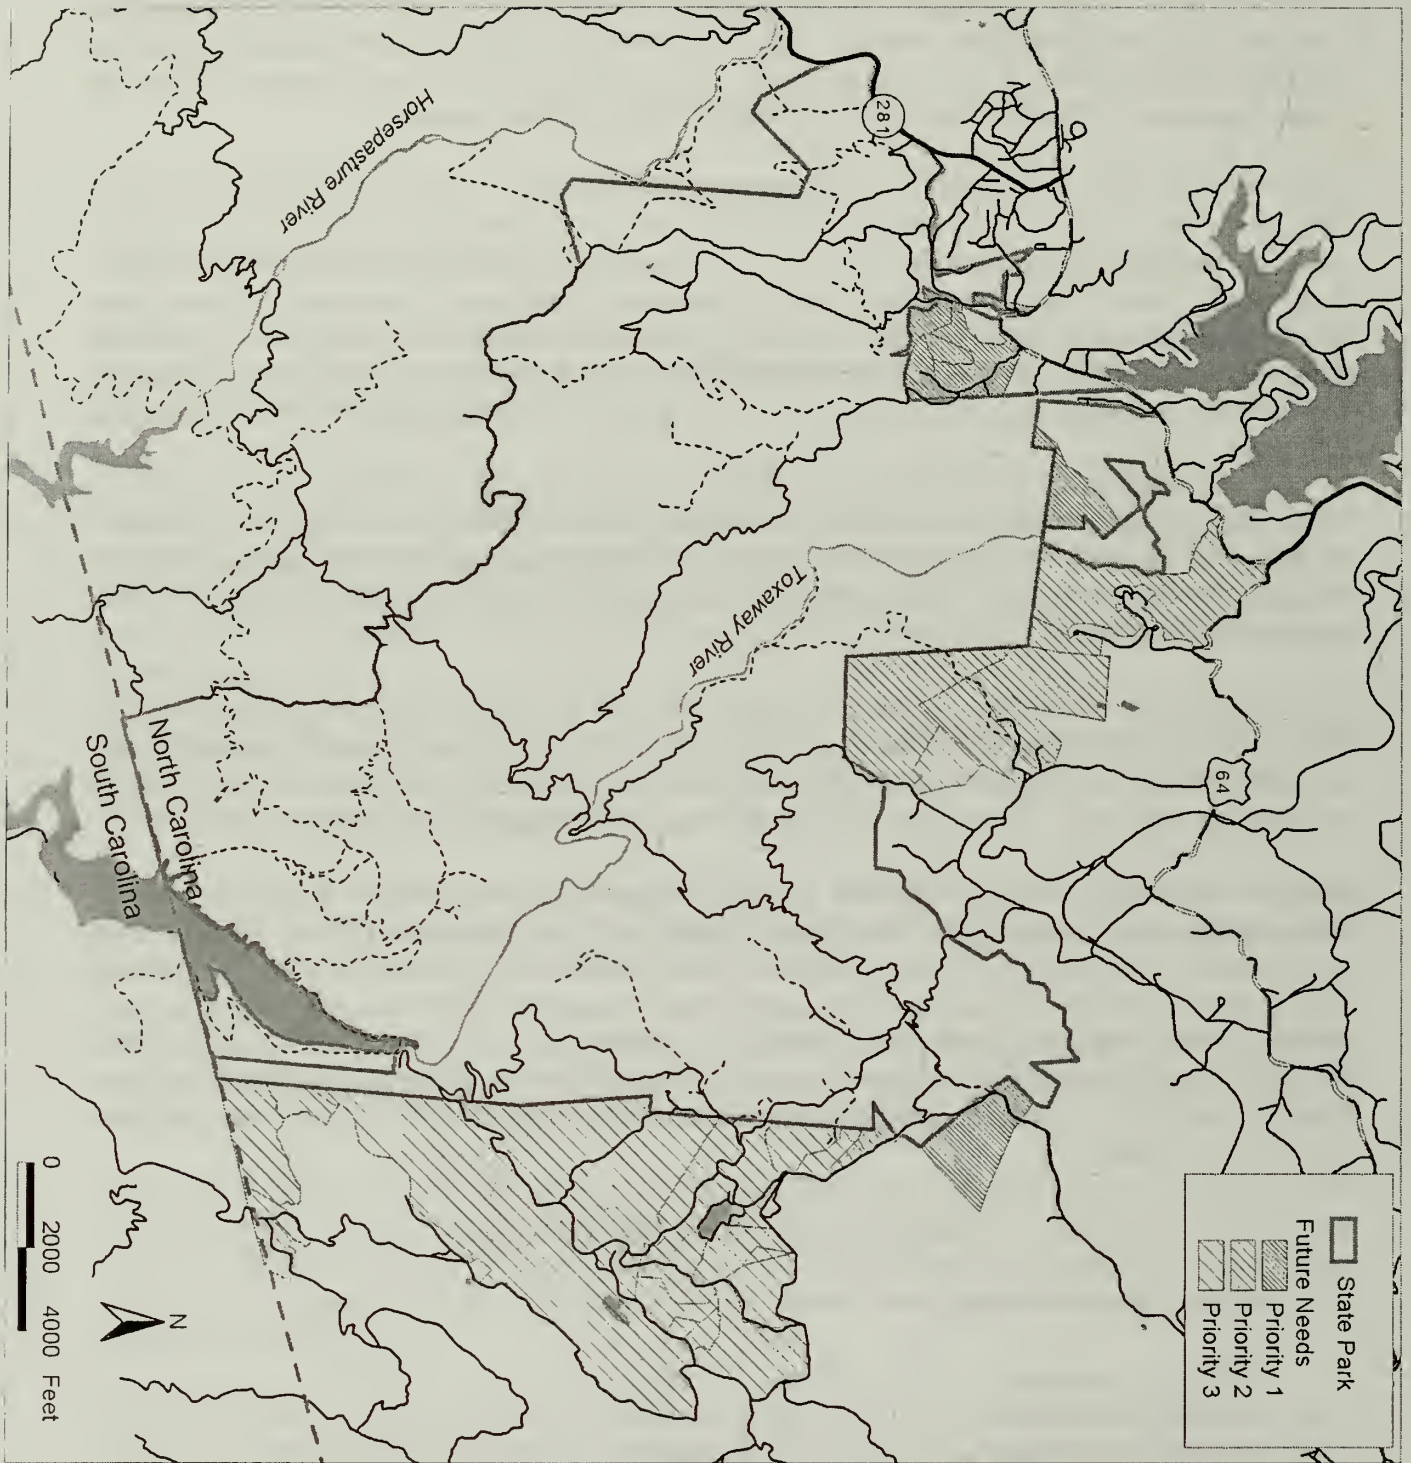 State Park
Future Needs
Priority 1
Priority 2
Priority 3
281
64
Horsepasture River
Toxaway River
North Carolina
South Carolina
N
0 2000 4000 Feet